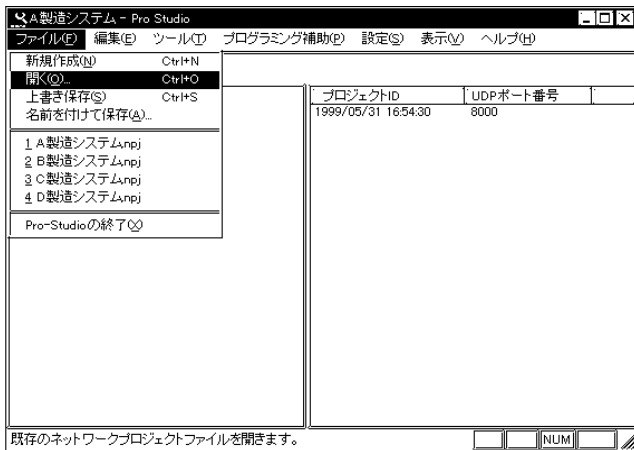 A製造システム - Pro Studio
ファイル(F) 編集(E) ツール(T) プログラミング補助(P) 設定(S) 表示(V) ヘルプ(H)
新規作成(N) Ctrl+N
開く(O)... Ctrl+O
上書き保存(S) Ctrl+S
名前を付けて保存(A)...
1 A製造システム.npj
2 B製造システム.npj
3 C製造システム.npj
4 D製造システム.npj
Pro-Studioの終了(X)
プロジェクトID UDPポート番号
1999/05/31 16:54:30 8000
既存のネットワークプロジェクトファイルを開きます。 NUM